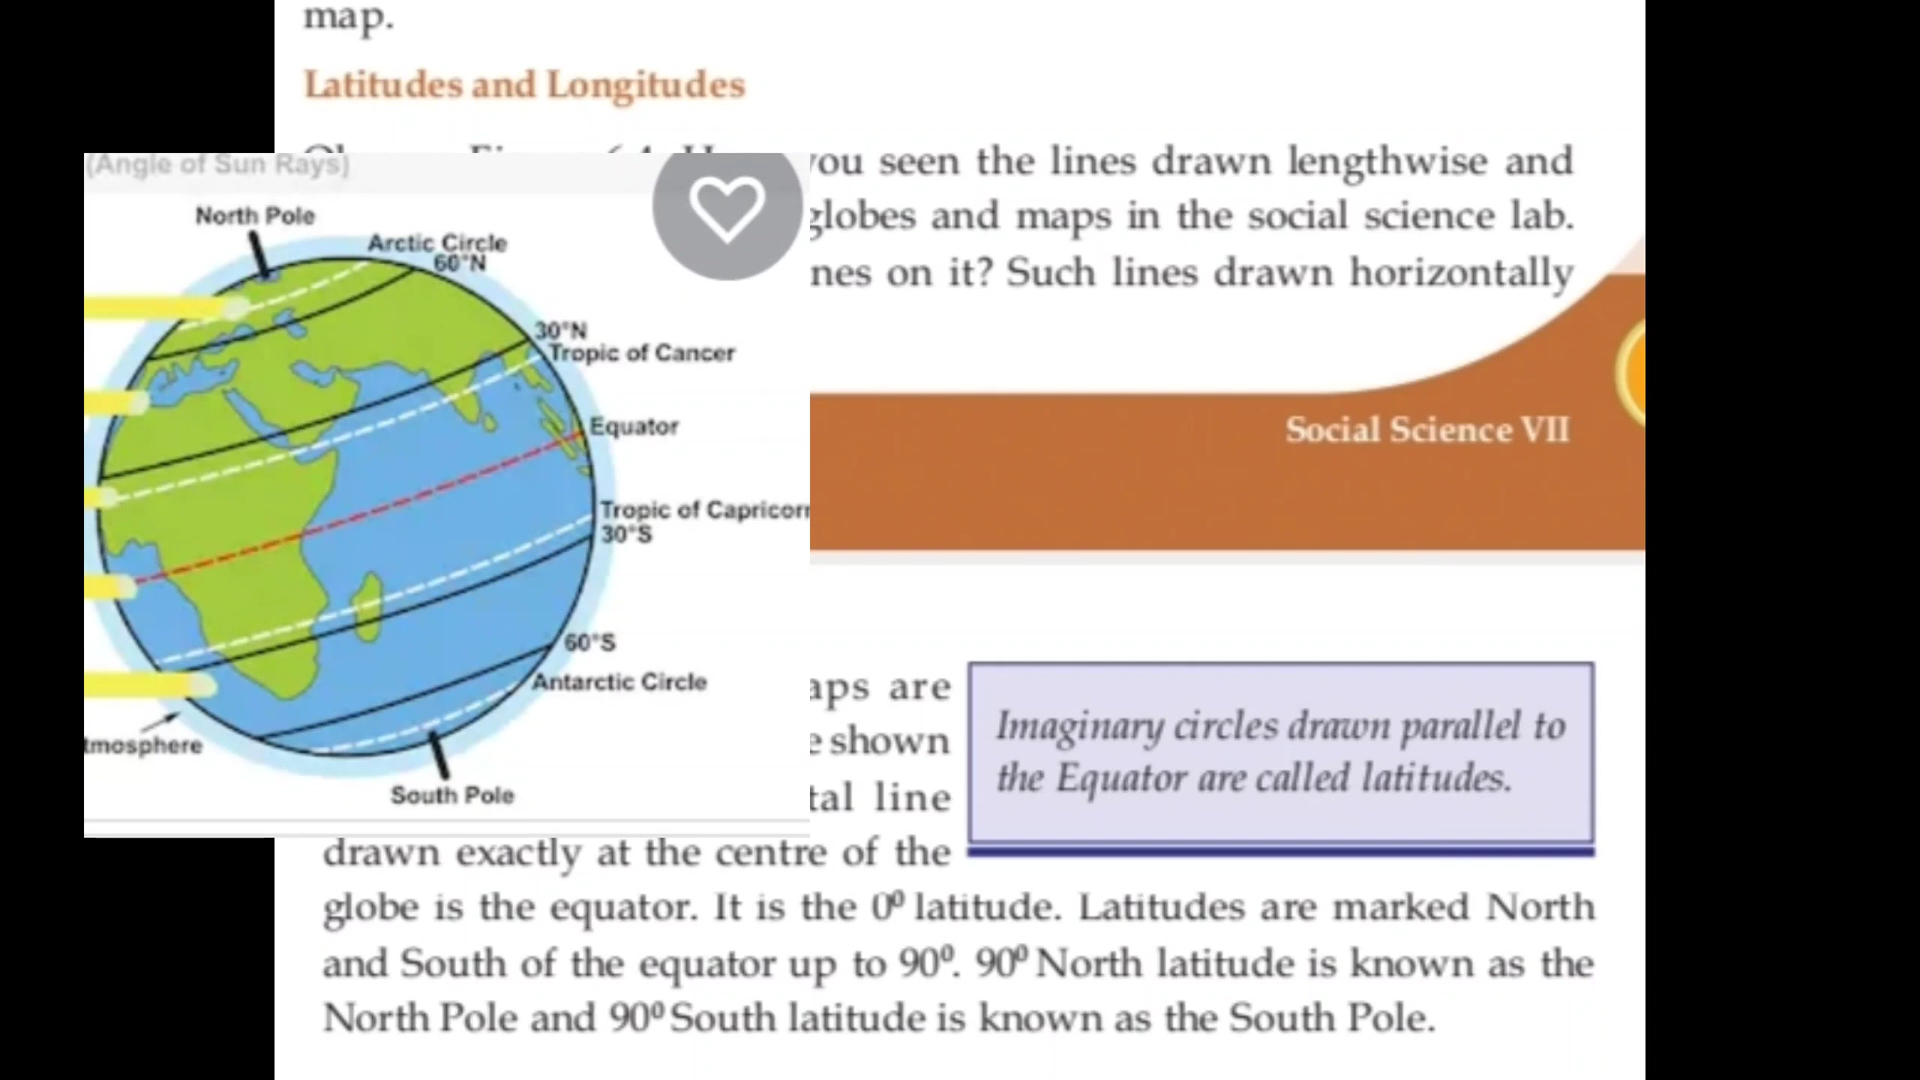 map.
Latitudes and Longitudes
you seen the lines drawn lengthwise and
globes and maps in the social science lab.
nes on it? Such lines drawn horizontally
Social Science VII
(Angle of Sun Rays)
North Pole
Arctic Circle
60°N
30°N
Tropic of Cancer
Equator
Tropic of Capricorn
30°S
60°S
Antarctic Circle
tmosphere
South Pole
aps are
e shown
tal line
drawn exactly at the centre of the
globe is the equator. It is the 0⁰ latitude. Latitudes are marked North
and South of the equator up to 90⁰. 90⁰ North latitude is known as the
North Pole and 90⁰ South latitude is known as the South Pole.
Imaginary circles drawn parallel to
the Equator are called latitudes.